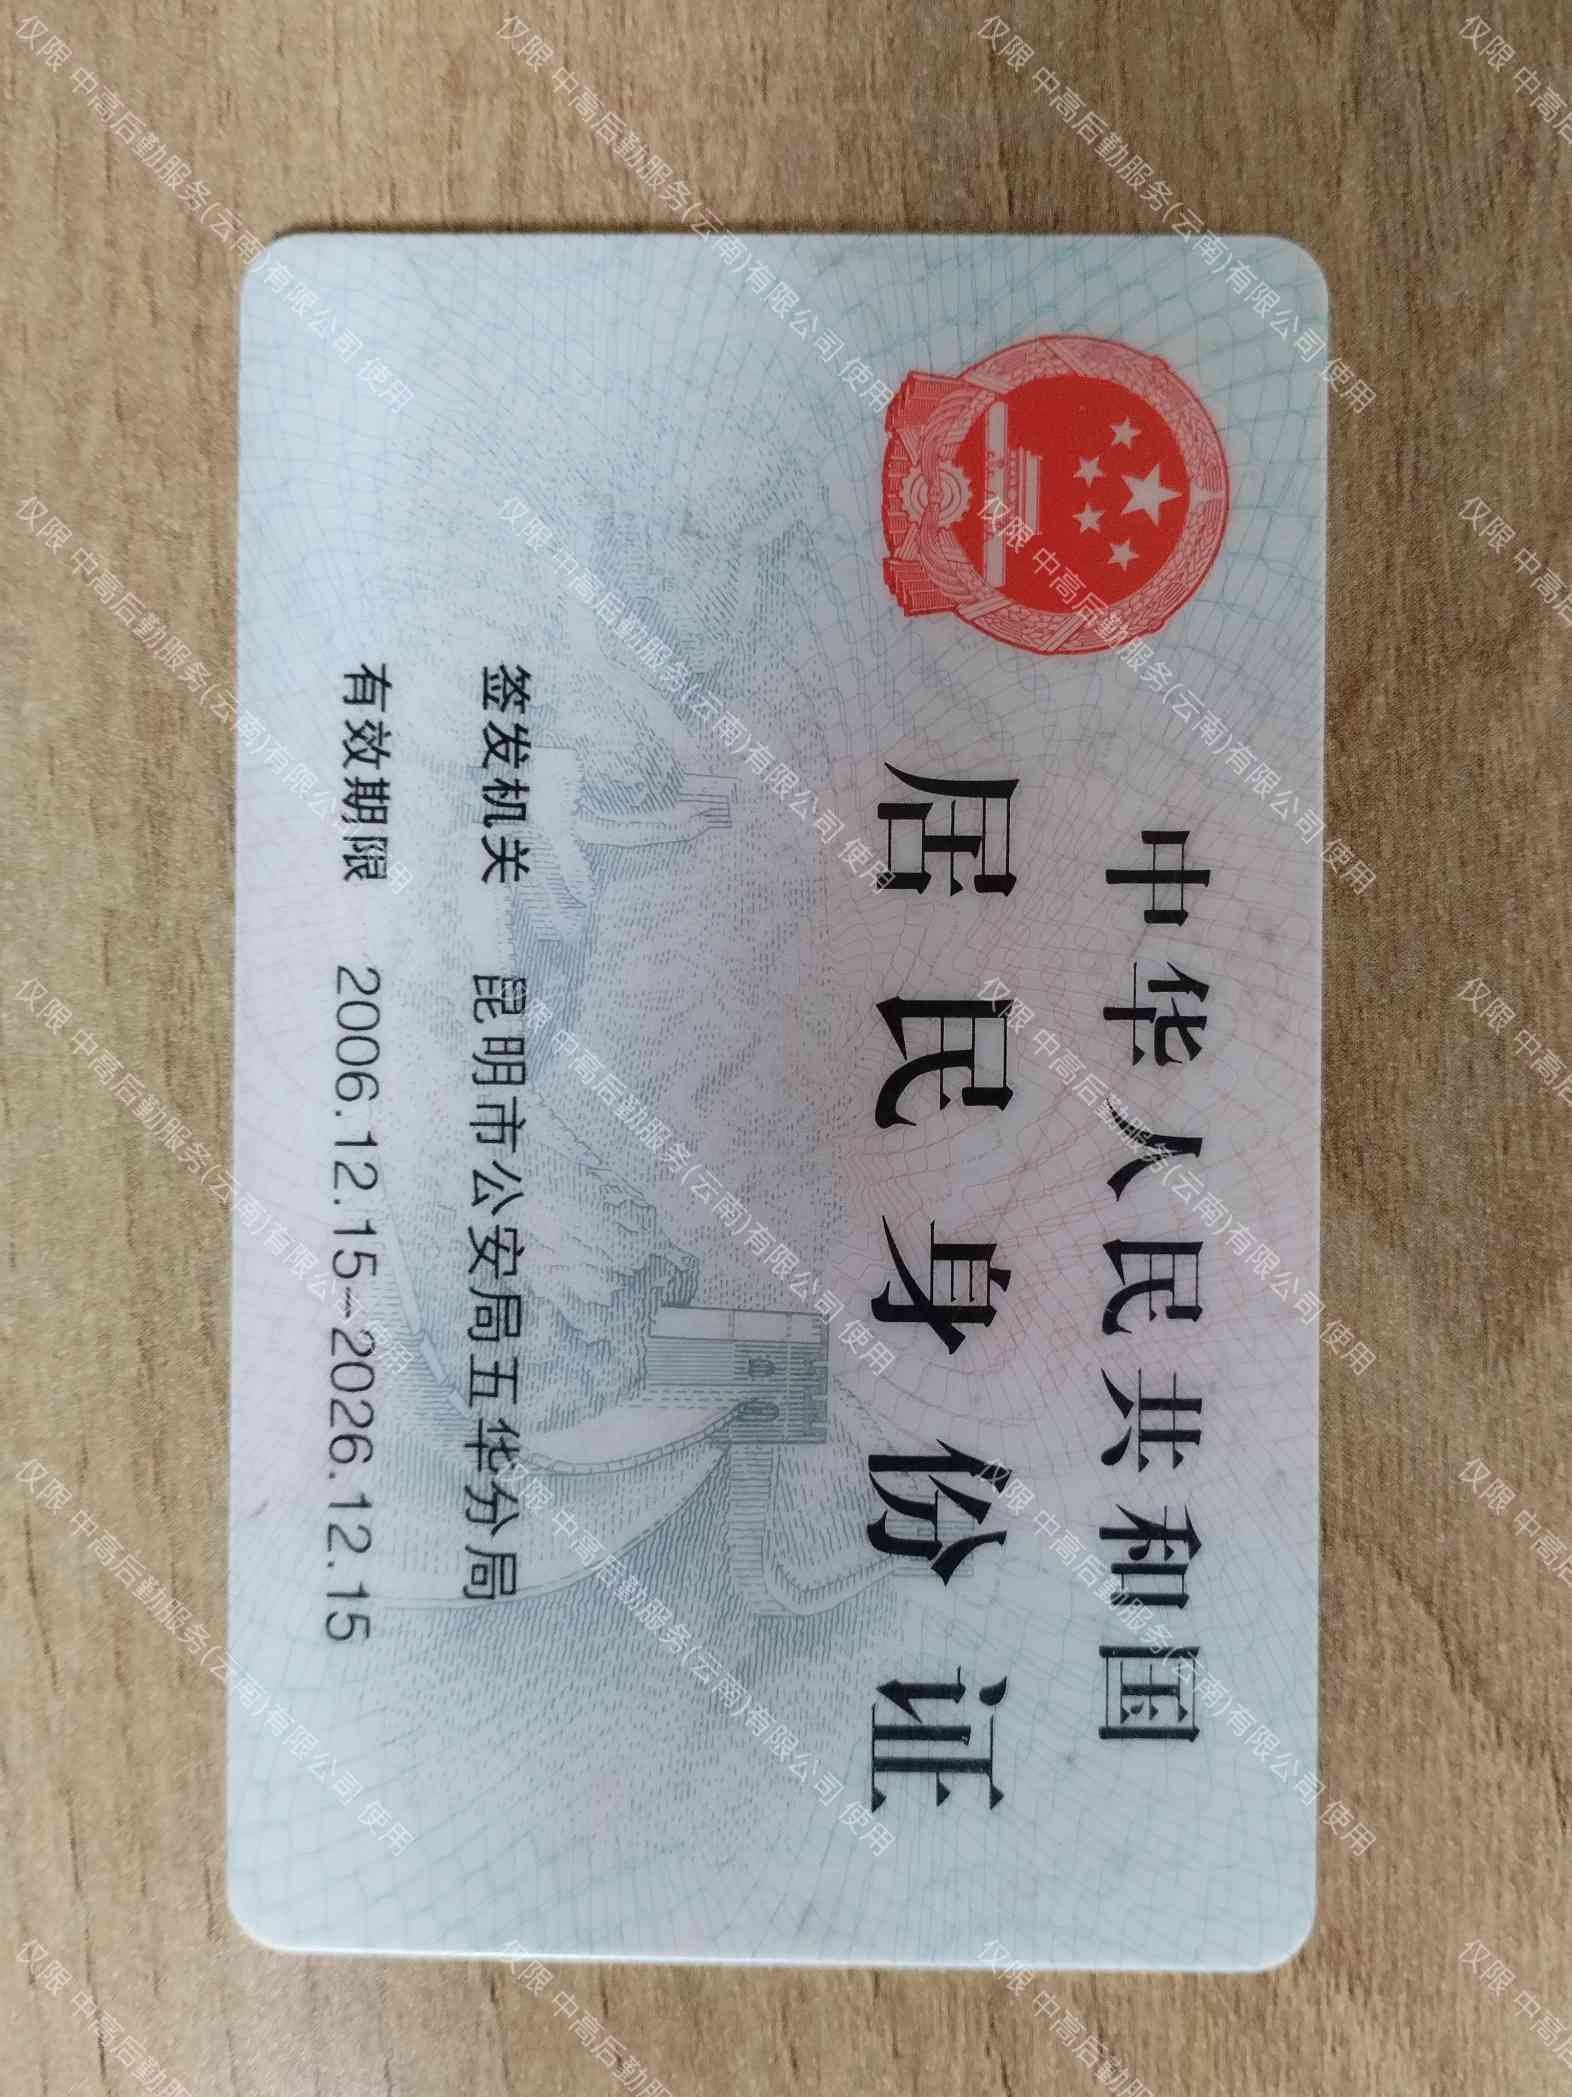 中华人民共和国
居民身份证
签发机关 昆明市公安局五华分局
有效期限 2006.12.15-2026.12.15
仅限 中高后勤服务(云南)有限公司 使用